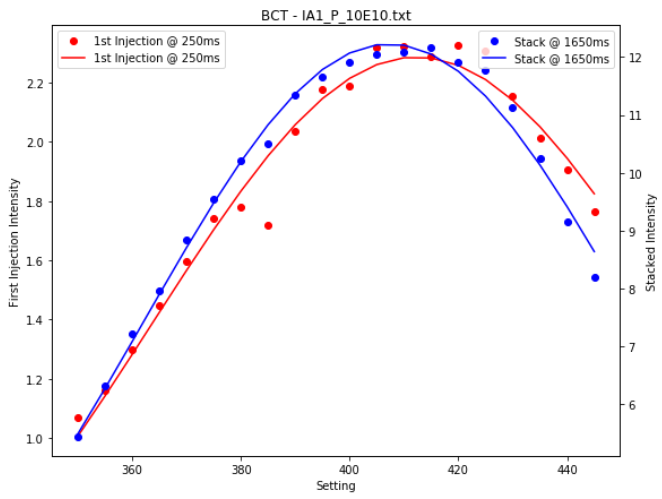 BCT - IA1_P_10E10.txt
1st Injection @ 250ms
1st Injection @ 250ms
Stack @ 1650ms
Stack @ 1650ms
First Injection Intensity
2.2
2.0
1.8
1.6
1.4
1.2
1.0
12
11
10
9
8
7
6
Stacked Intensity
360
380
400
420
440
Setting